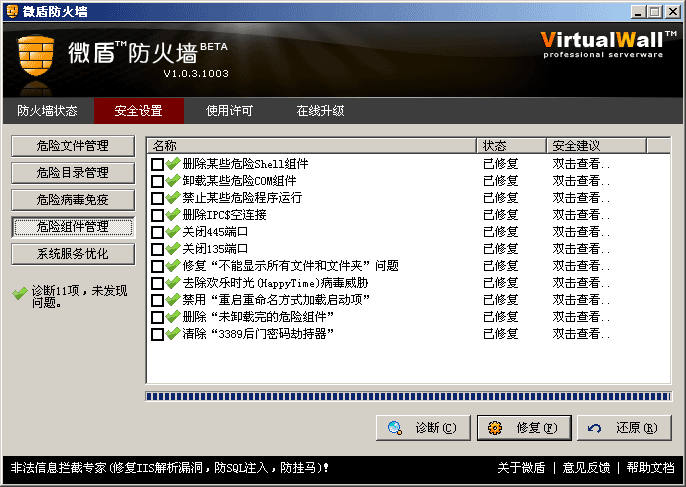 微盾防火墙
微盾™防火墙BETA
V1.0.3.1003
VirtualWall™
professional serverware
防火墙状态 安全设置 使用许可 在线升级
危险文件管理
危险目录管理
危险病毒免疫
危险组件管理
系统服务优化
诊断11项，未发现
问题。
名称 状态 安全建议
删除某些危险Shell组件 已修复 双击查看..
卸载某些危险COM组件 已修复 双击查看..
禁止某些危险程序运行 已修复 双击查看..
删除IPC$空连接 已修复 双击查看..
关闭445端口 已修复 双击查看..
关闭135端口 已修复 双击查看..
修复“不能显示所有文件和文件夹”问题 已修复 双击查看..
去除欢乐时光(HappyTime)病毒威胁 已修复 双击查看..
禁用“重启重命名方式加载启动项” 已修复 双击查看..
删除“未卸载完的危险组件” 已修复 双击查看..
清除“3389后门密码劫持器” 已修复 双击查看..
诊断(C) 修复(F) 还原(R)
非法信息拦截专家(修复IIS解析漏洞，防SQL注入，防挂马)！ 关于微盾 | 意见反馈 | 帮助文档